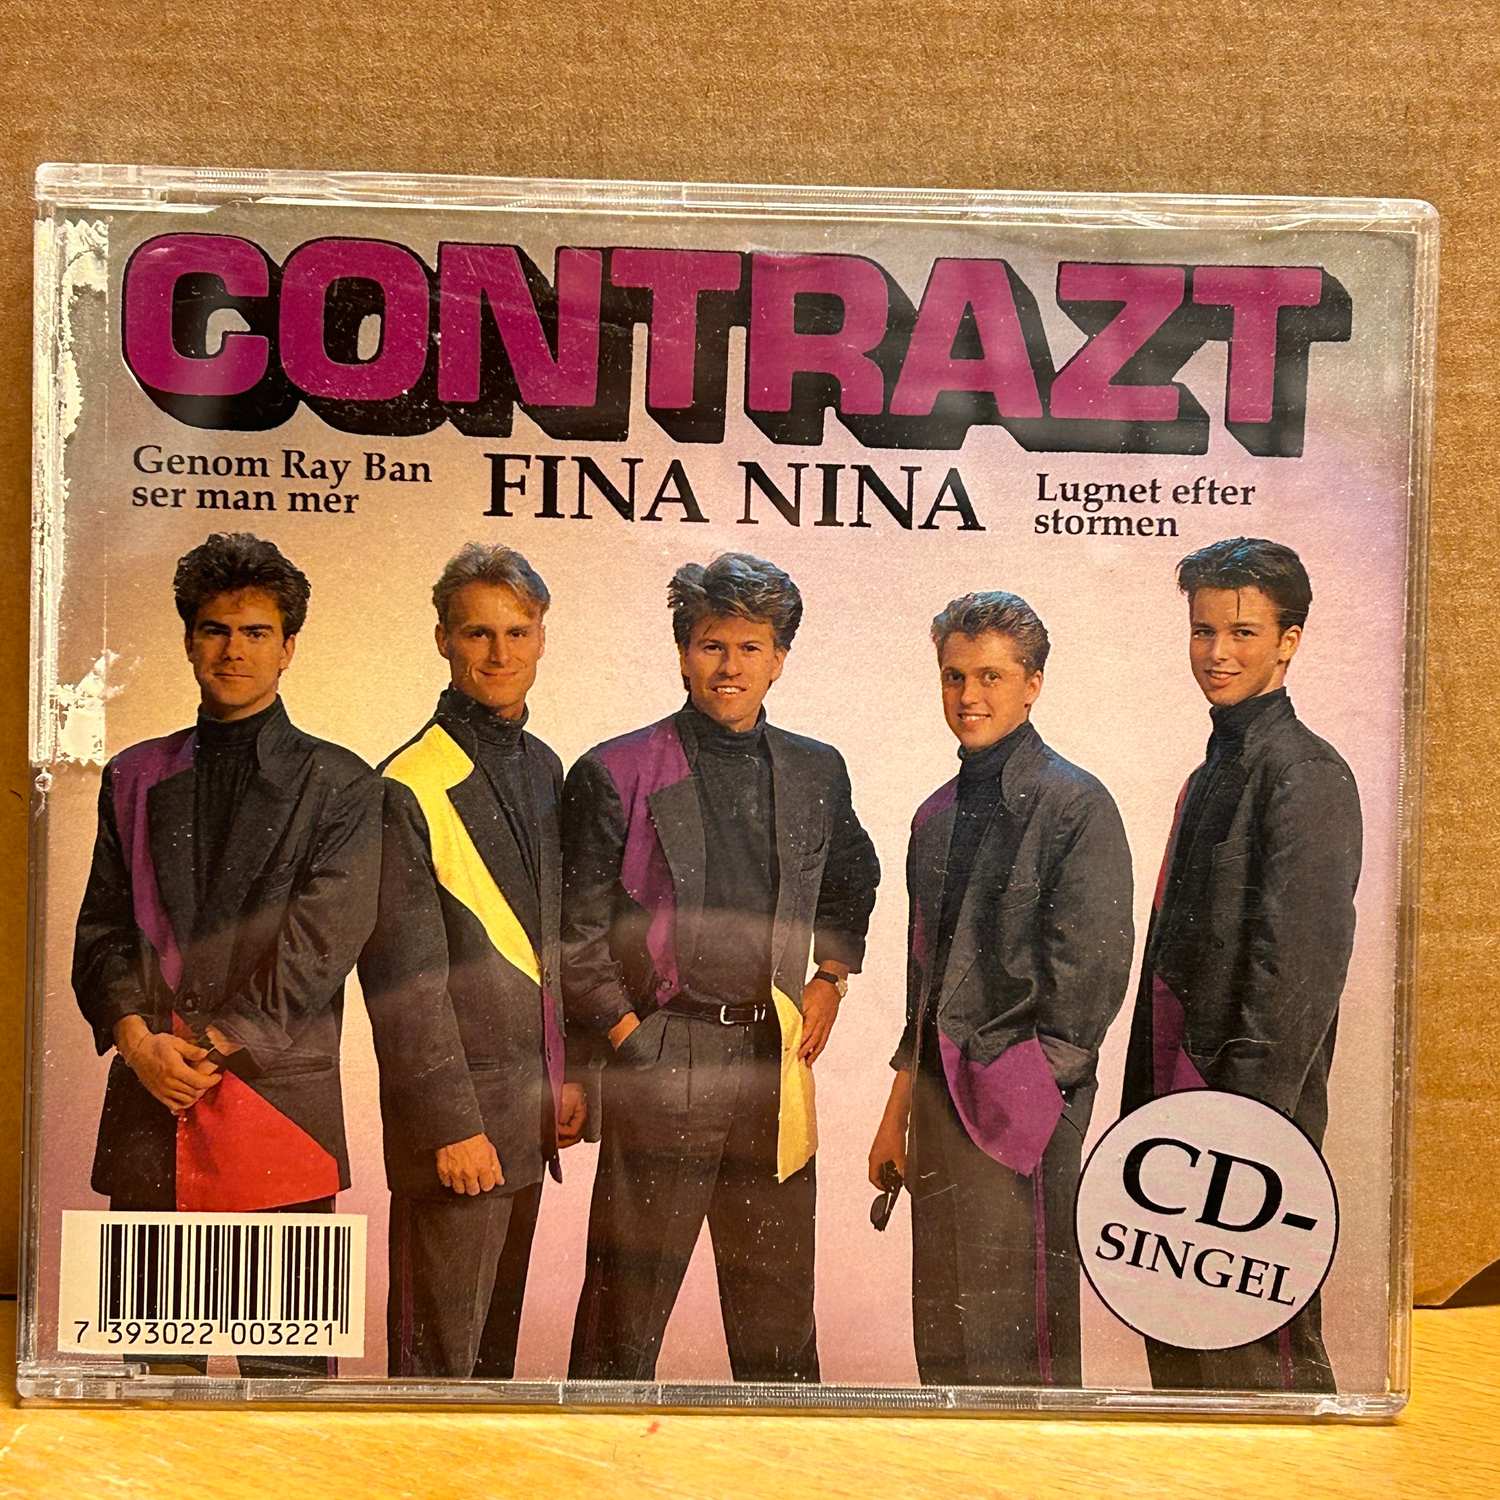 CONTRAZT
Genom Ray Ban
ser man mer
FINA NINA
Lugnet efter
stormen
CD-
SINGEL
7 393022 003221